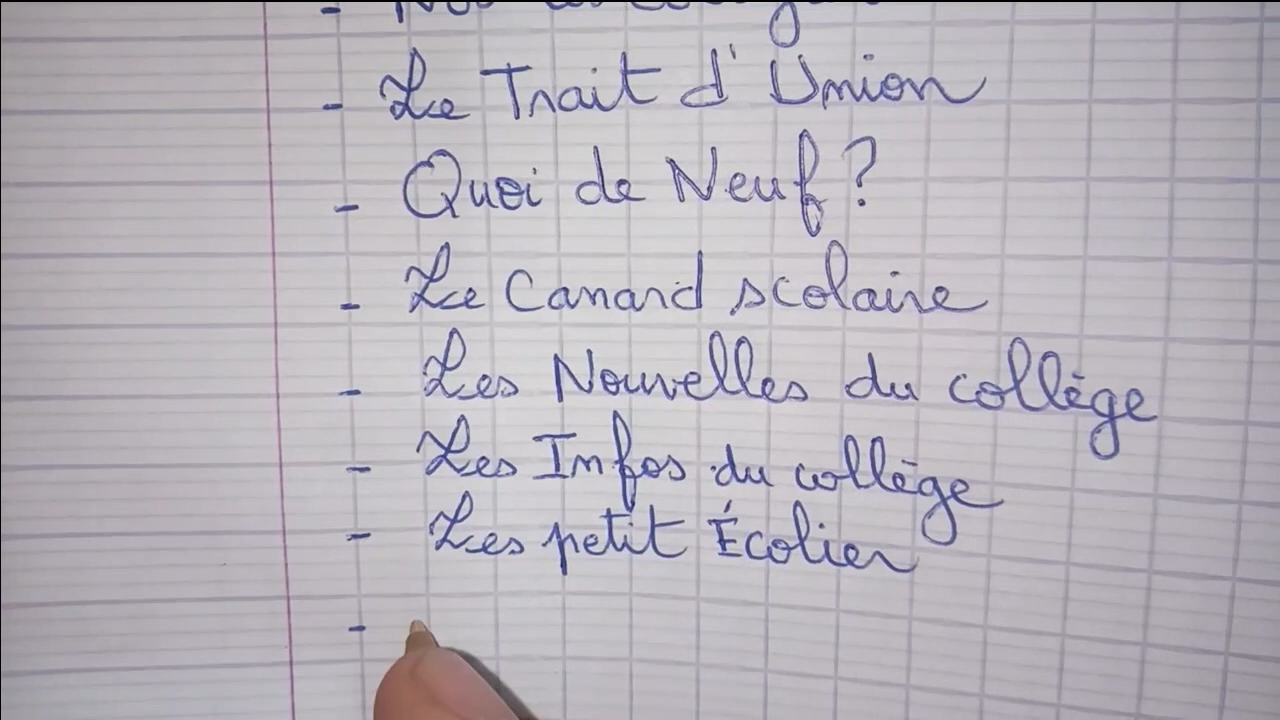 - Le Trait d'Union
- Quoi de Neuf ?
- Le Canard scolaire
- Les Nouvelles du collège
- Les Infos du collège
- Les petit Écolier
-